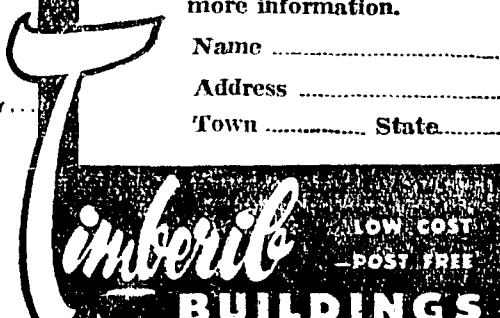 more information.
Name
Address
Town State
Timberib
LOW COST
—POST FREE
BUILDINGS